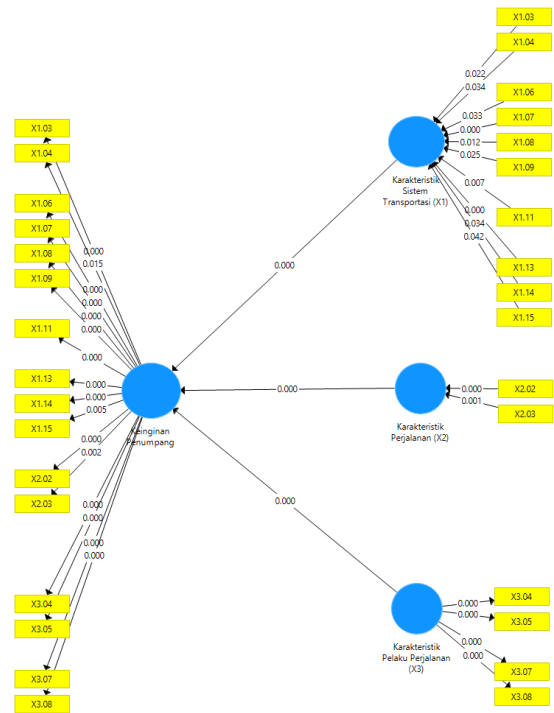 X1.03
X1.04
X1.06
X1.07
X1.08
X1.09
X1.11
X1.13
X1.14
X1.15
X2.02
X2.03
X3.04
X3.05
X3.07
X3.08
0.000
0.015
0.000
0.000
0.000
0.000
0.000
0.000
0.000
0.005
0.000
0.002
0.000
0.000
0.000
0.000
Keinginan
Penumpang
0.000
0.000
0.000
Karakteristik
Sistem
Transportasi (X1)
0.022
0.034
0.033
0.000
0.012
0.025
0.007
0.000
0.034
0.042
X1.03
X1.04
X1.06
X1.07
X1.08
X1.09
X1.11
X1.13
X1.14
X1.15
Karakteristik
Perjalanan (X2)
0.000
0.001
X2.02
X2.03
Karakteristik
Pelaku Perjalanan
(X3)
0.000
0.000
0.000
0.000
X3.04
X3.05
X3.07
X3.08